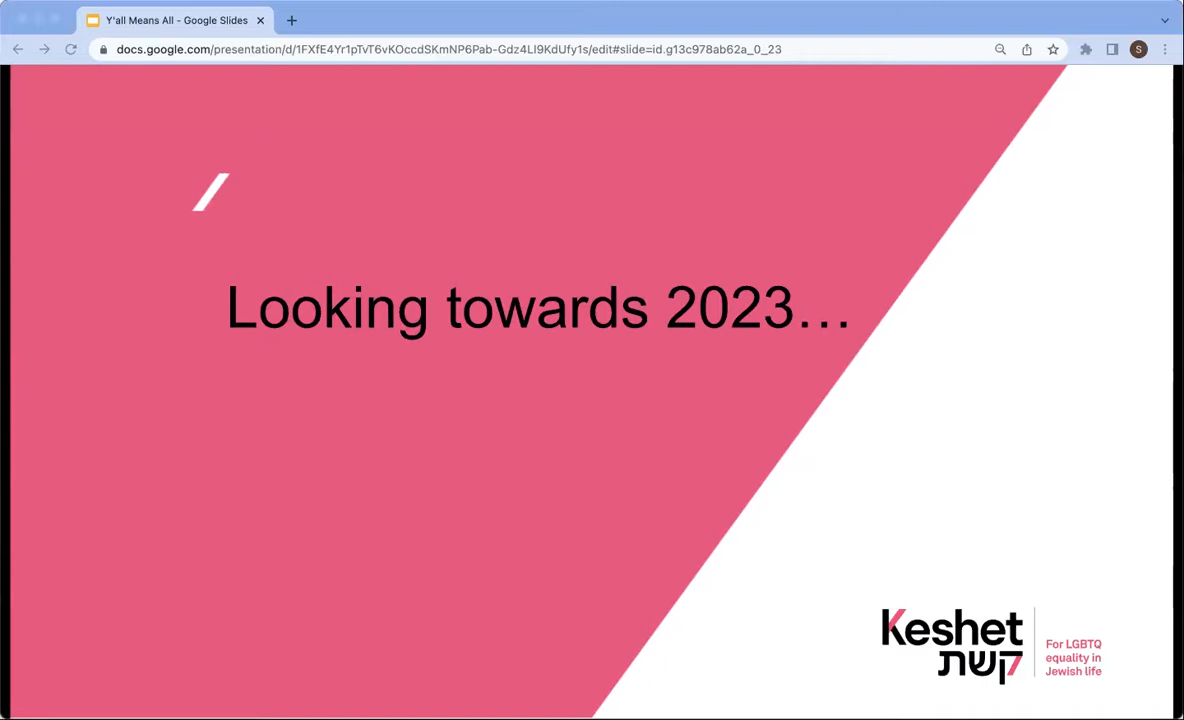 Y'all Means All - Google Slides
docs.google.com/presentation/d/1FXfE4Yr1pTvT6vKOccdSKmNP6Pab-Gdz4LI9KdUfy1s/edit#slide=id.g13c978ab62a_0_23
S
Looking towards 2023...
Keshet
קשת
For LGBTQ
equality in
Jewish life